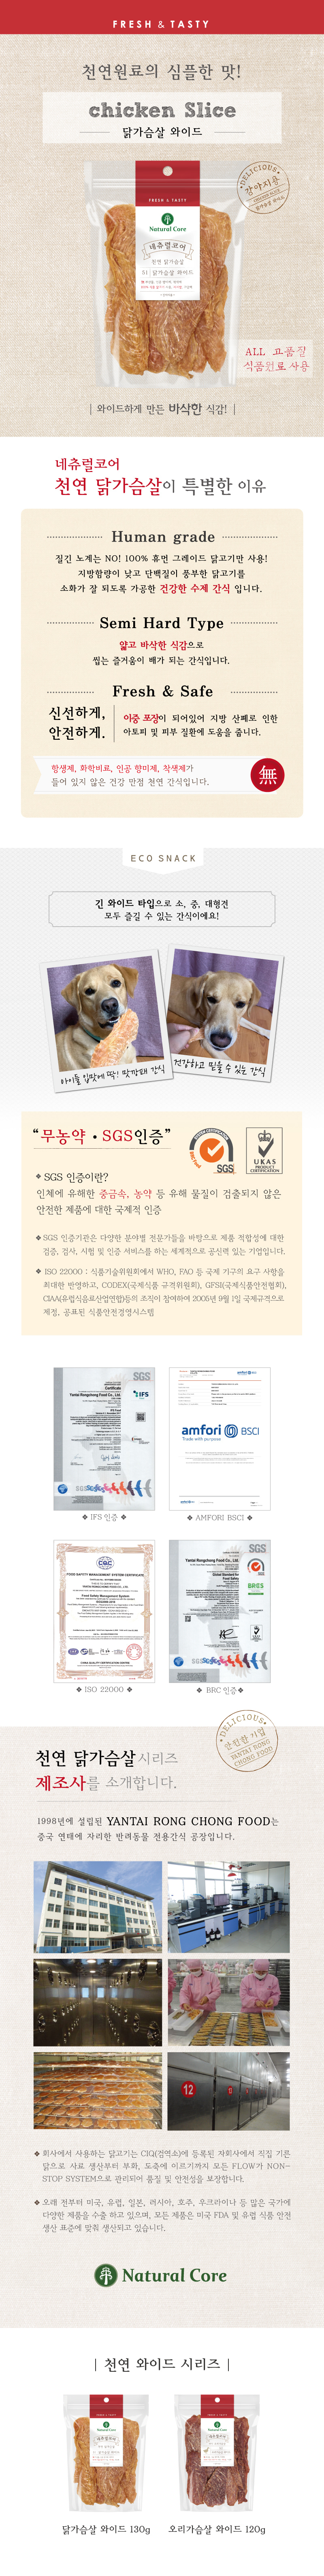 FRESH & TASTY
천연원료의 심플한 맛!
chicken Slice
닭가슴살 와이드
DELICIOUS
강아지용
FRESH & TASTY
Natural Core
네츄럴코어
천연 닭가슴살
51 닭가슴살 와이드
ALL 고품질
식품원료 사용
| 와이드하게 만든 바삭한 식감! |
네츄럴코어
천연 닭가슴살이 특별한 이유
Human grade
질긴 노계는 NO! 100% 휴먼 그레이드 닭고기만 사용!
지방함량이 낮고 단백질이 풍부한 닭고기를
소화가 잘 되도록 가공한 건강한 수제 간식 입니다.
Semi Hard Type
얇고 바삭한 식감으로
씹는 즐거움이 배가 되는 간식입니다.
Fresh & Safe
신선하게,
안전하게.
이중 포장이 되어있어 지방 산폐로 인한
아토피 및 피부 질환에 도움을 줍니다.
항생제, 화학비료, 인공 향미제, 착색제가
들어 있지 않은 건강 만점 천연 간식입니다.
無
ECO SNACK
긴 와이드 타입으로 소, 중, 대형견
모두 즐길 수 있는 간식이에요!
아이들 입맛에 딱! 맛깡패 간식
건강하고 믿을 수 있는 간식
“무농약 · SGS인증”
SGS
UKAS
PRODUCT
CERTIFICATION
❖ SGS 인증이란?
인체에 유해한 중금속, 농약 등 유해 물질이 검출되지 않은
안전한 제품에 대한 국제적 인증
❖ SGS 인증기관은 다양한 분야별 전문가들을 바탕으로 제품 적합성에 대한
검증, 검사, 시험 및 인증 서비스를 하는 세계적으로 공신력 있는 기업입니다.
❖ ISO 22000 : 식품기술위원회에서 WHO, FAO 등 국제 기구의 요구 사항을
최대한 반영하고, CODEX(국제식품 규격위원회), GFSI(국제식품안전협회),
CIAA(유럽식음료산업연합)등의 조직이 참여하여 2005년 9월 1일 국제규격으로
제정, 공표된 식품안전경영시스템
SGS
Certificate
Yantai Rongchong Food Co., Ltd.
IFS
amfori BSCI
Trade with purpose
❖ IFS 인증 ❖
❖ AMFORI BSCI ❖
CQC
FOOD SAFETY MANAGEMENT SYSTEM CERTIFICATE
SGS
Yantai Rongchong Food Co., Ltd.
BRCS
❖ ISO 22000 ❖
❖ BRC 인증❖
DELICIOUS
안전한 기업
YANTAI RONG
CHONG FOOD
천연 닭가슴살시리즈
제조사를 소개합니다.
1998년에 설립된 YANTAI RONG CHONG FOOD는
중국 연태에 자리한 반려동물 전용간식 공장입니다.
12
❖ 회사에서 사용하는 닭고기는 CIQ(검역소)에 등록된 자회사에서 직접 기른
닭으로 사료 생산부터 부화, 도축에 이르기까지 모든 FLOW가 NON-
STOP SYSTEM으로 관리되어 품질 및 안전성을 보장합니다.
❖ 오래 전부터 미국, 유럽, 일본, 러시아, 호주, 우크라이나 등 많은 국가에
다양한 제품을 수출 하고 있으며, 모든 제품은 미국 FDA 및 유럽 식품 안전
생산 표준에 맞춰 생산되고 있습니다.
Natural Core
| 천연 와이드 시리즈 |
Natural Core
Natural Core
닭가슴살 와이드 130g
오리가슴살 와이드 120g